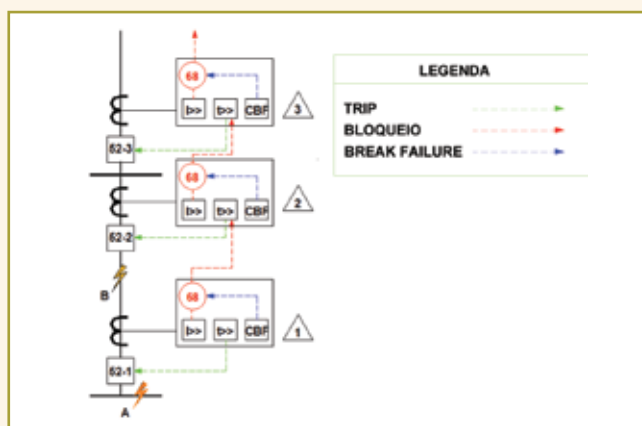 68
I>>
t>>
CBF
3
52-3
68
I>>
t>>
CBF
2
52-2
B
68
I>>
t>>
CBF
1
52-1
A
LEGENDA
TRIP
BLOQUEIO
BREAK FAILURE